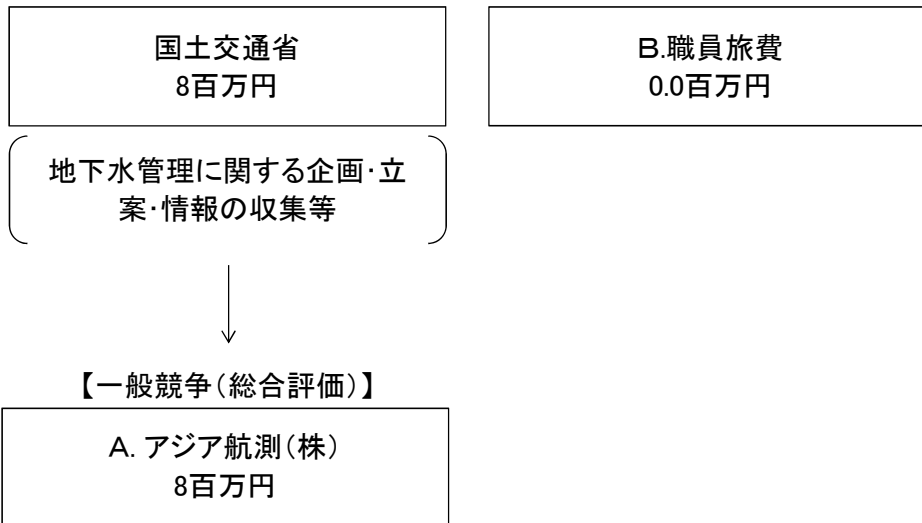 国土交通省
8百万円
B.職員旅費
0.0百万円
地下水管理に関する企画・立
案・情報の収集等
【一般競争（総合評価）】
A. アジア航測（株）
8百万円